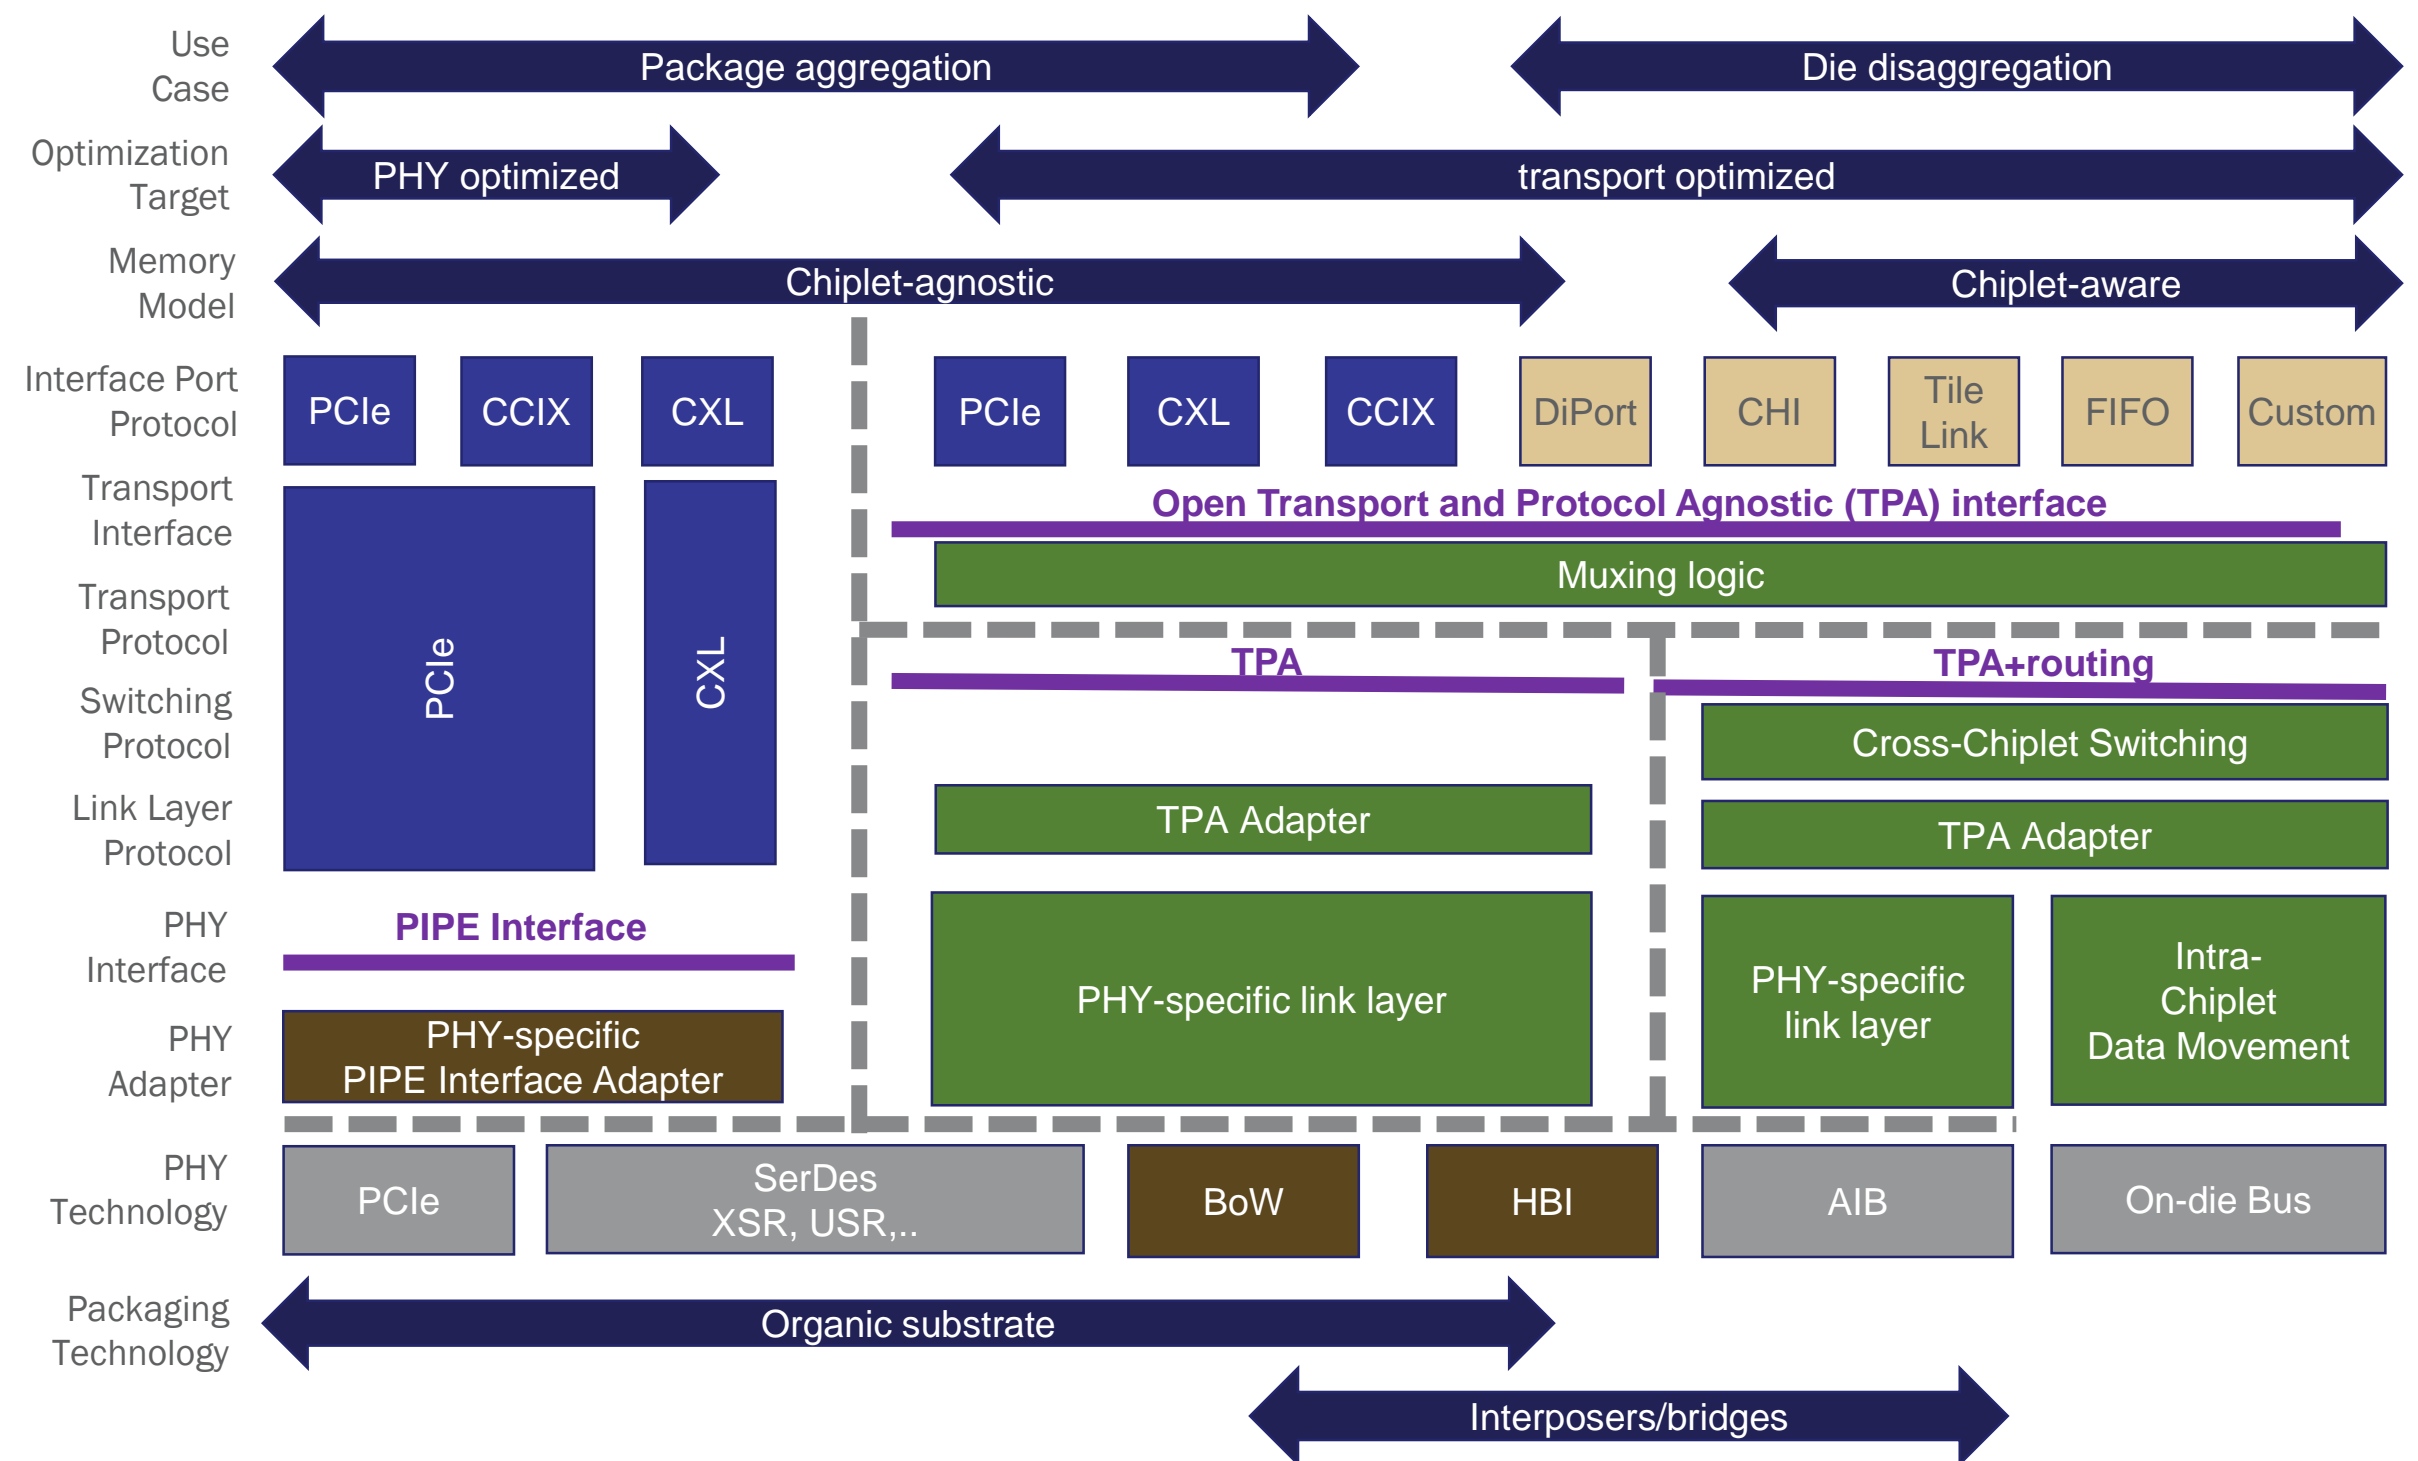 Use
Case
Package aggregation
Die disaggregation
Optimization
Target
PHY optimized
transport optimized
Memory
Model
Chiplet-agnostic
Chiplet-aware
Interface Port
Protocol
PCIe
CCIX
CXL
PCIe
CXL
CCIX
DiPort
CHI
Tile
Link
FIFO
Custom
Transport
Interface
Open Transport and Protocol Agnostic (TPA) interface
Muxing logic
Transport
Protocol
PCIe
CXL
TPA
TPA+routing
Switching
Protocol
Cross-Chiplet Switching
Link Layer
Protocol
TPA Adapter
TPA Adapter
PHY
Interface
PIPE Interface
PHY-specific link layer
PHY-specific
link layer
Intra-
Chiplet
Data Movement
PHY
Adapter
PHY-specific
PIPE Interface Adapter
PHY
Technology
PCIe
SerDes
XSR, USR,..
BoW
HBI
AIB
On-die Bus
Packaging
Technology
Organic substrate
Interposers/bridges